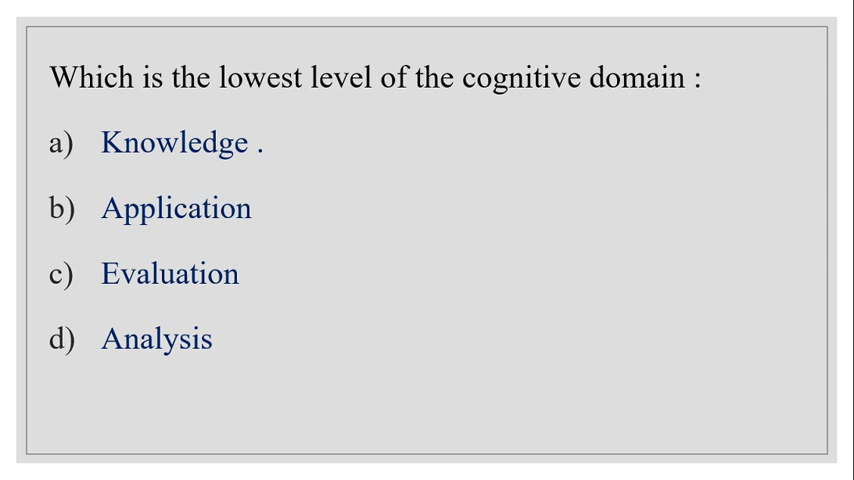 Which is the lowest level of the cognitive domain :
a) Knowledge .
b) Application
c) Evaluation
d) Analysis